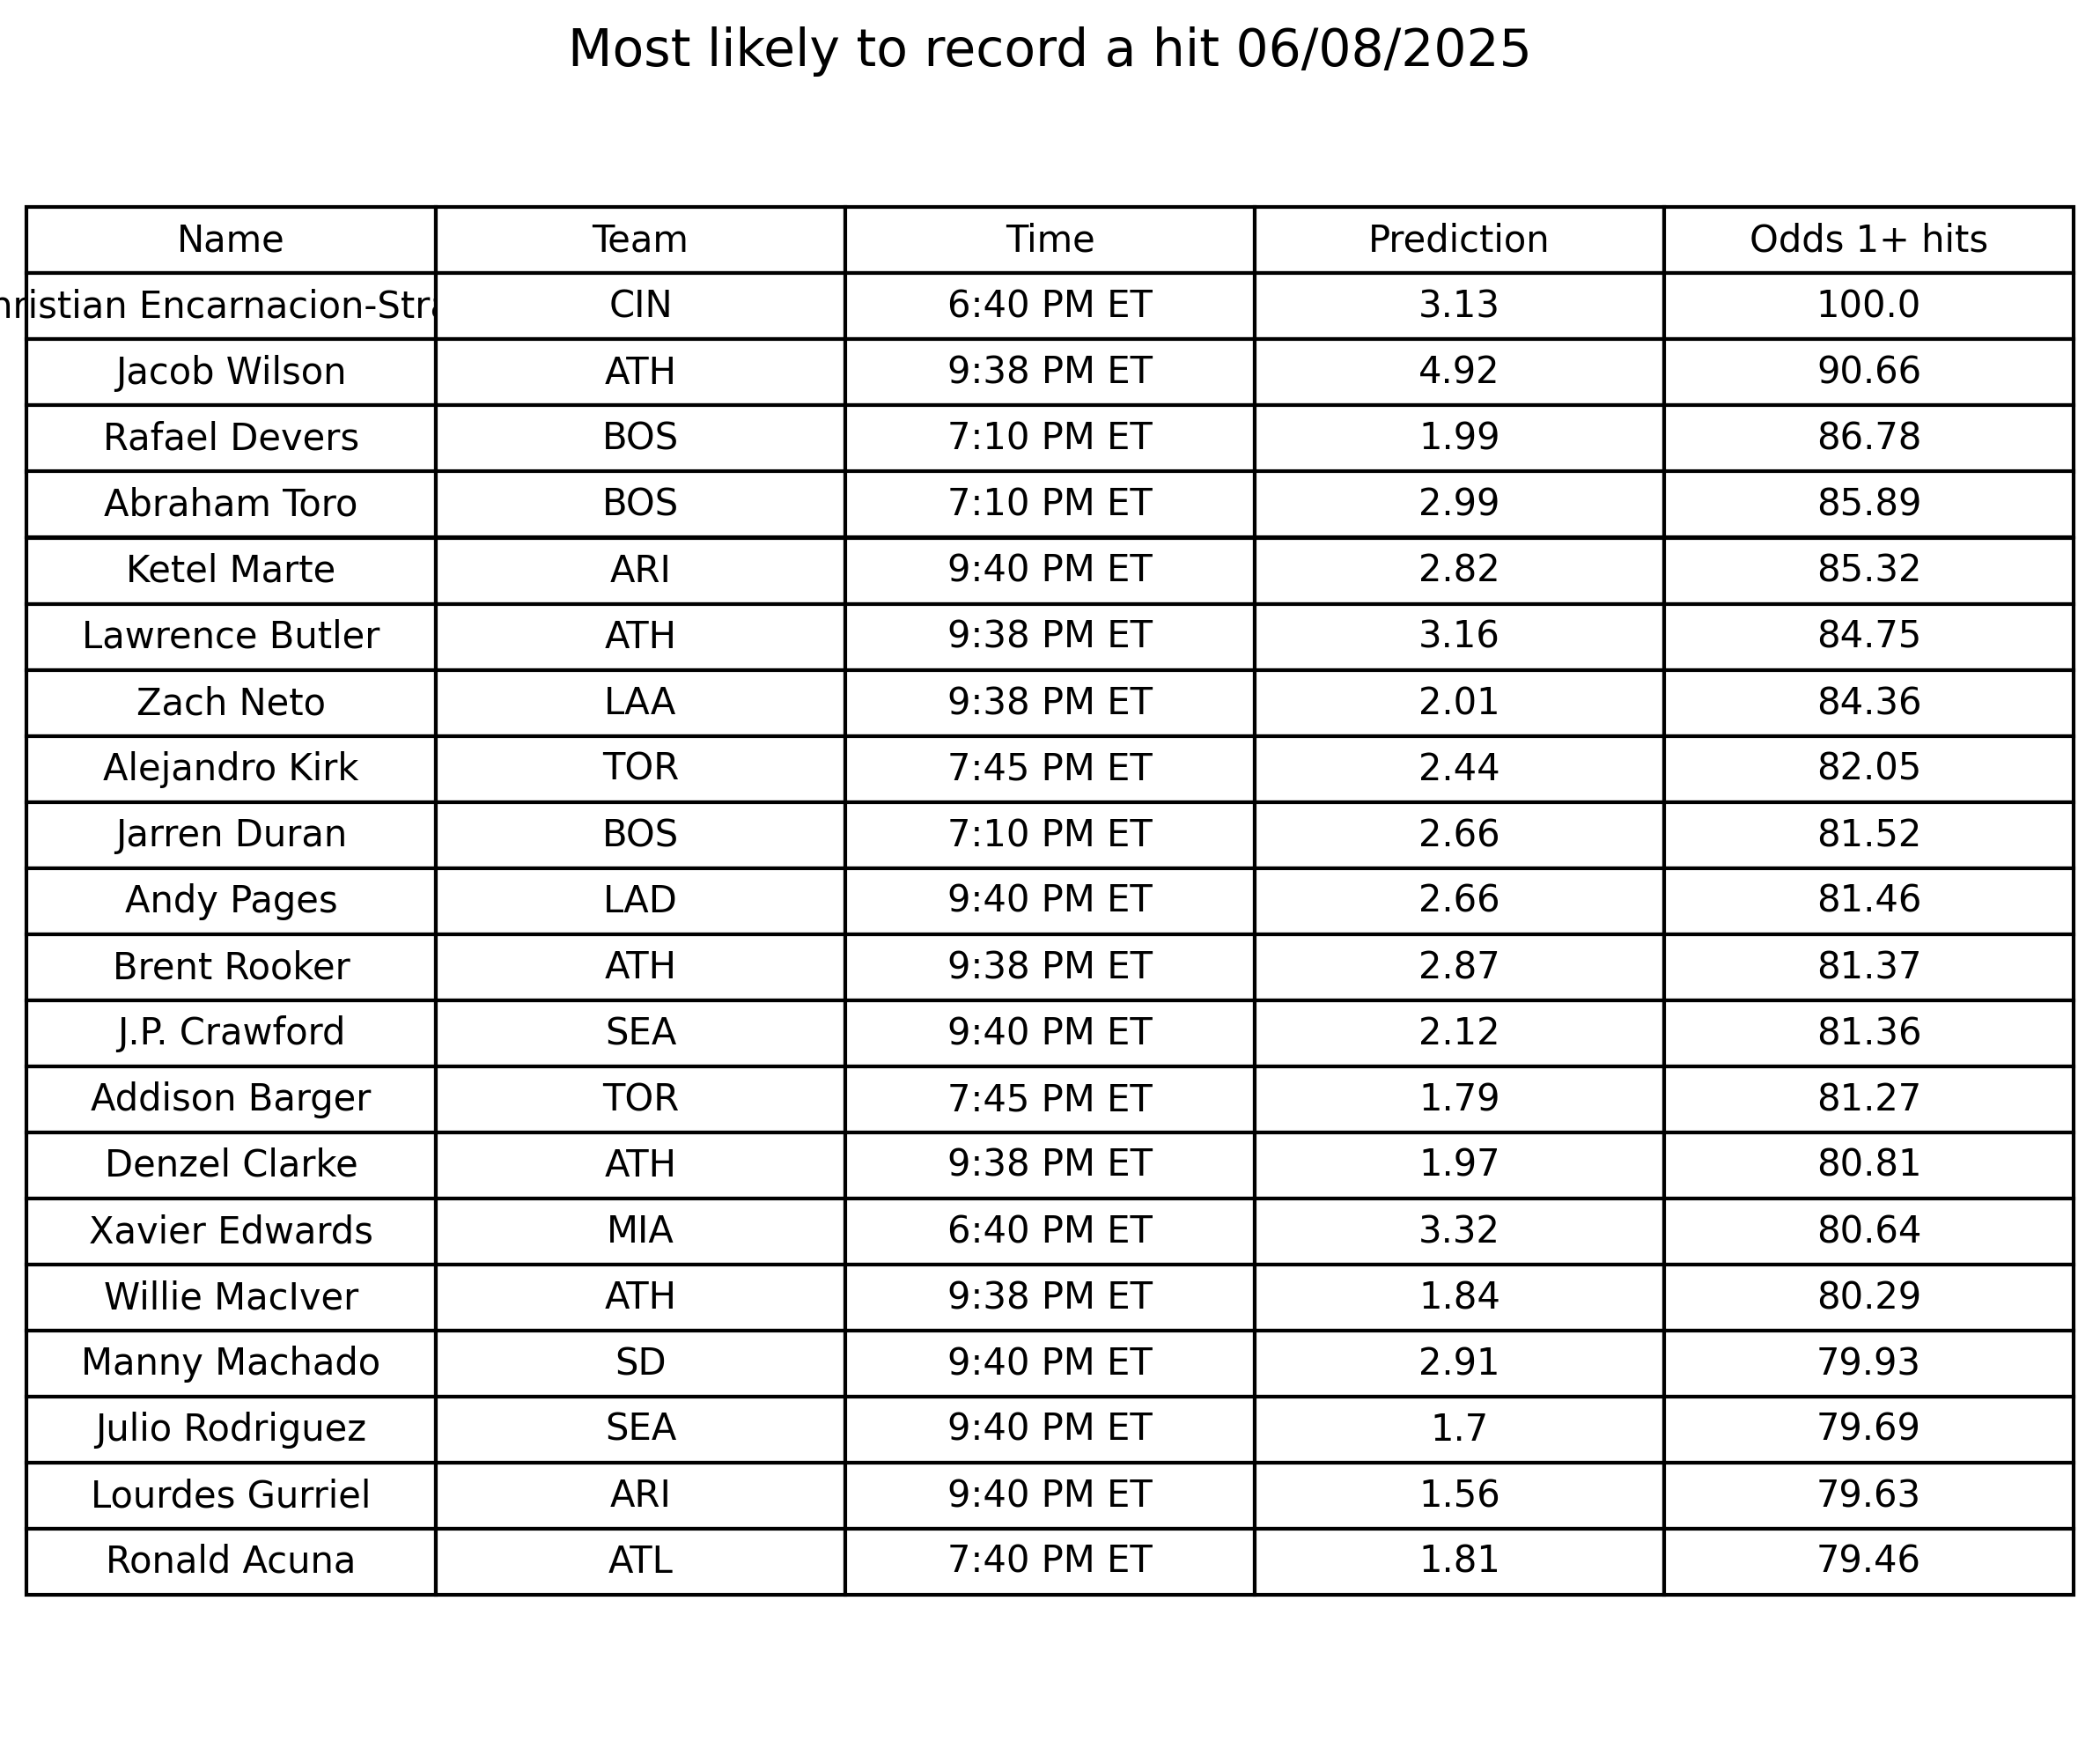 Most likely to record a hit 06/08/2025
Name Team Time Prediction Odds 1+ hits
hristian Encarnacion-Stra CIN 6:40 PM ET 3.13 100.0
Jacob Wilson ATH 9:38 PM ET 4.92 90.66
Rafael Devers BOS 7:10 PM ET 1.99 86.78
Abraham Toro BOS 7:10 PM ET 2.99 85.89
Ketel Marte ARI 9:40 PM ET 2.82 85.32
Lawrence Butler ATH 9:38 PM ET 3.16 84.75
Zach Neto LAA 9:38 PM ET 2.01 84.36
Alejandro Kirk TOR 7:45 PM ET 2.44 82.05
Jarren Duran BOS 7:10 PM ET 2.66 81.52
Andy Pages LAD 9:40 PM ET 2.66 81.46
Brent Rooker ATH 9:38 PM ET 2.87 81.37
J.P. Crawford SEA 9:40 PM ET 2.12 81.36
Addison Barger TOR 7:45 PM ET 1.79 81.27
Denzel Clarke ATH 9:38 PM ET 1.97 80.81
Xavier Edwards MIA 6:40 PM ET 3.32 80.64
Willie MacIver ATH 9:38 PM ET 1.84 80.29
Manny Machado SD 9:40 PM ET 2.91 79.93
Julio Rodriguez SEA 9:40 PM ET 1.7 79.69
Lourdes Gurriel ARI 9:40 PM ET 1.56 79.63
Ronald Acuna ATL 7:40 PM ET 1.81 79.46